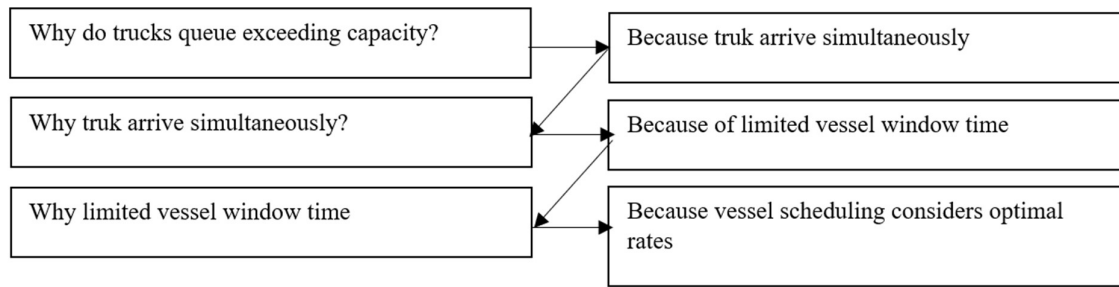 Why do trucks queue exceeding capacity?
Because truk arrive simultaneously
Why truk arrive simultaneously?
Because of limited vessel window time
Why limited vessel window time
Because vessel scheduling considers optimal
rates